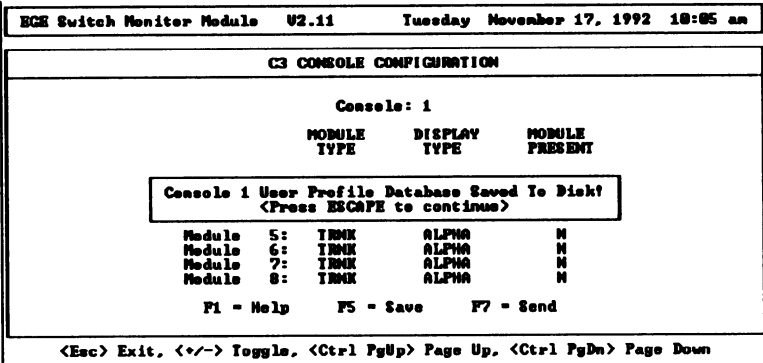 ECE Switch Monitor Module V2.11 Tuesday November 17, 1992 10:05 am
C3 CONSOLE CONFIGURATION
Console: 1
MODULE DISPLAY MODULE
TYPE TYPE PRESENT
Console 1 User Profile Database Saved To Disk!
<Press ESCAPE to continue>
Module 5: TRNK ALPHA N
Module 6: TRNK ALPHA N
Module 7: TRNK ALPHA N
Module 8: TRNK ALPHA N
F1 = Help F5 = Save F7 = Send
<Esc> Exit, <+/-> Toggle, <Ctrl PgUp> Page Up, <Ctrl PgDn> Page Down